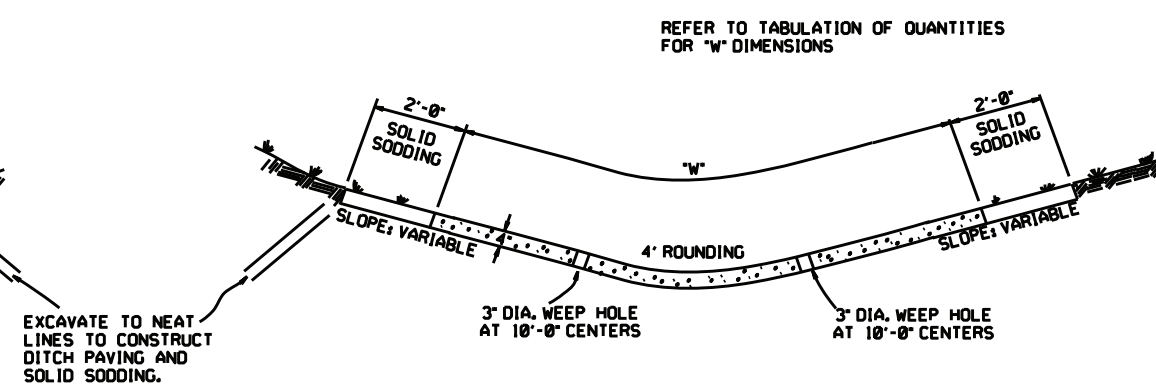 REFER TO TABULATION OF QUANTITIES
FOR "W" DIMENSIONS
2'-0"
SOLID
SODDING
"W"
2'-0"
SOLID
SODDING
SLOPE: VARIABLE
4"
4' ROUNDING
SLOPE: VARIABLE
3" DIA. WEEP HOLE
AT 10'-0" CENTERS
3" DIA. WEEP HOLE
AT 10'-0" CENTERS
EXCAVATE TO NEAT
LINES TO CONSTRUCT
DITCH PAVING AND
SOLID SODDING.